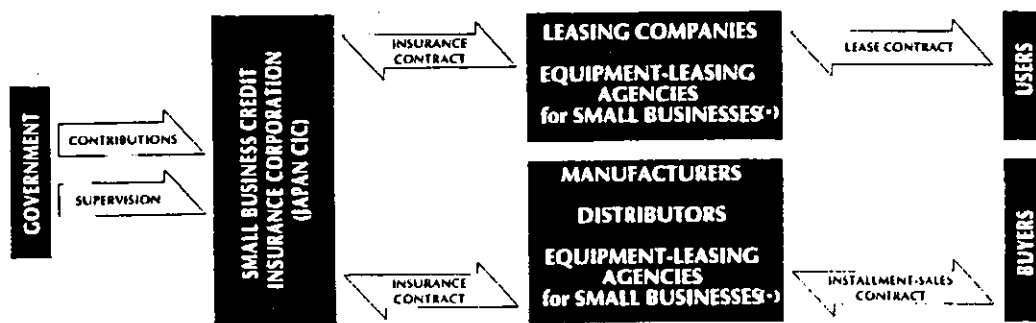 GOVERNMENT
CONTRIBUTIONS
SUPERVISION
SMALL BUSINESS CREDIT
INSURANCE CORPORATION
(JAPAN CIC)
INSURANCE
CONTRACT
LEASING COMPANIES
EQUIPMENT-LEASING
AGENCIES
for SMALL BUSINESSES(*)
LEASE CONTRACT
USERS
INSURANCE
CONTRACT
MANUFACTURERS
DISTRIBUTORS
EQUIPMENT-LEASING
AGENCIES
for SMALL BUSINESSES(*)
INSTALLMENT-SALES
CONTRACT
BUYERS